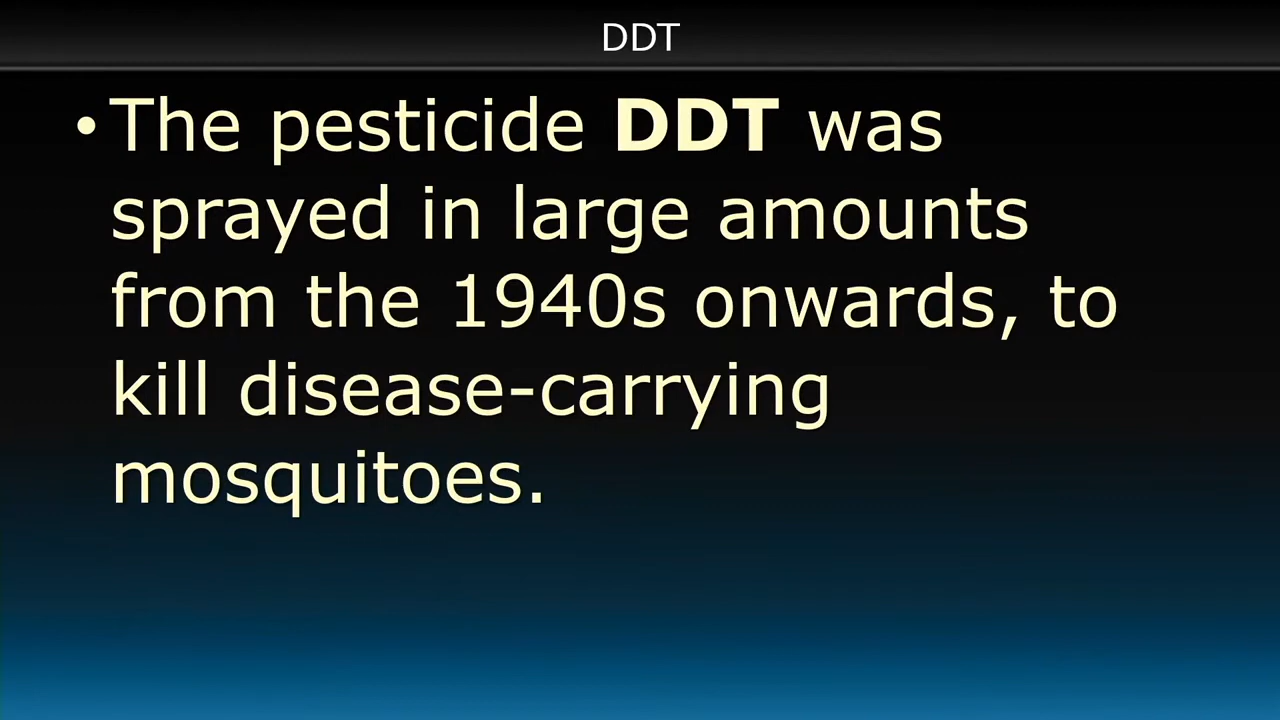 DDT
•The pesticide DDT was
sprayed in large amounts
from the 1940s onwards, to
kill disease-carrying
mosquitoes.